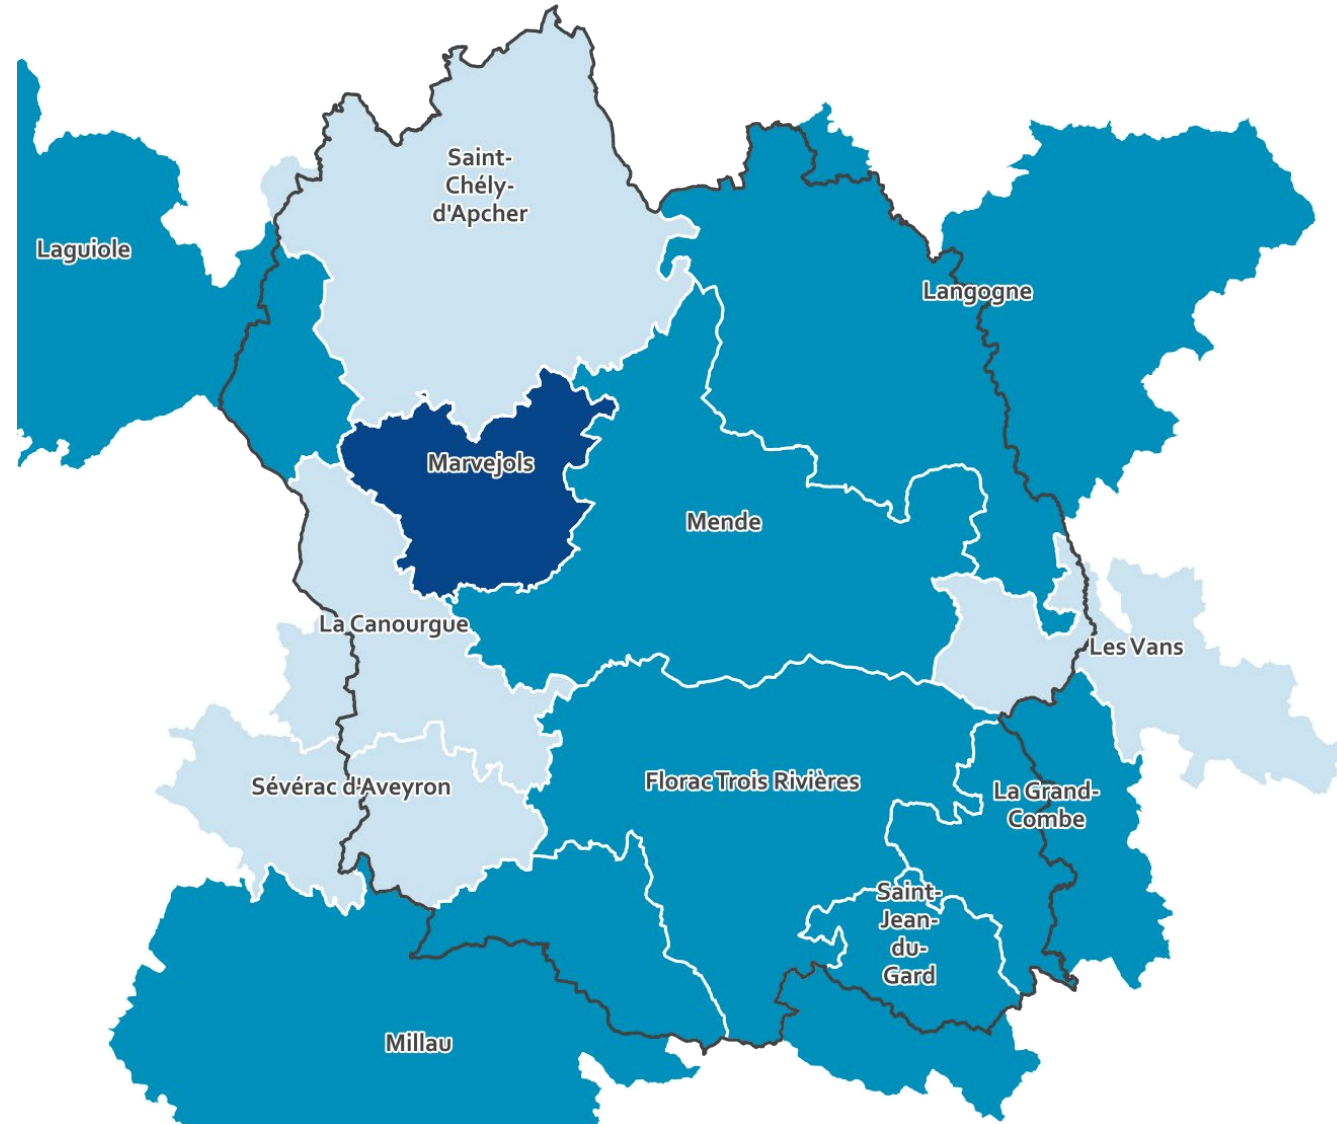 Saint-
Chély-
d'Apcher
Laguiole
Langogne
Marvejols
Mende
La Canourgue
Les Vans
Sévérac d'Aveyron
Florac Trois Rivières
La Grand-
Combe
Saint-
Jean-
du-
Gard
Millau